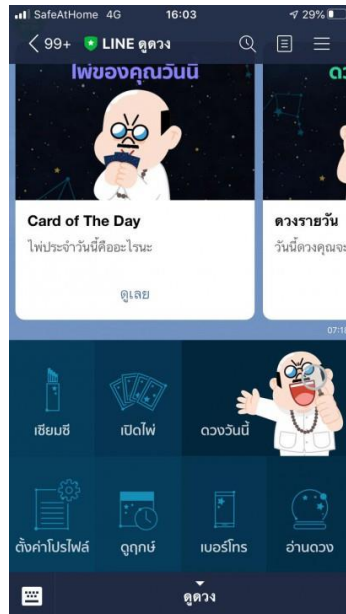 SafeAtHome 4G 16:03 29%
99+ LINE ดูดวง
ไพ่ของคุณวันนี้
Card of The Day
ไพ่ประจำวันนี้คืออะไรนะ
ดูเลย
ดวงรายวัน
วันนี้ดวงคุณจะ
07:18
เซียมซี
เปิดไพ่
ดวงวันนี้
ตั้งค่าโปรไฟล์
ดูฤกษ์
เบอร์โทร
อ่านดวง
ดูดวง